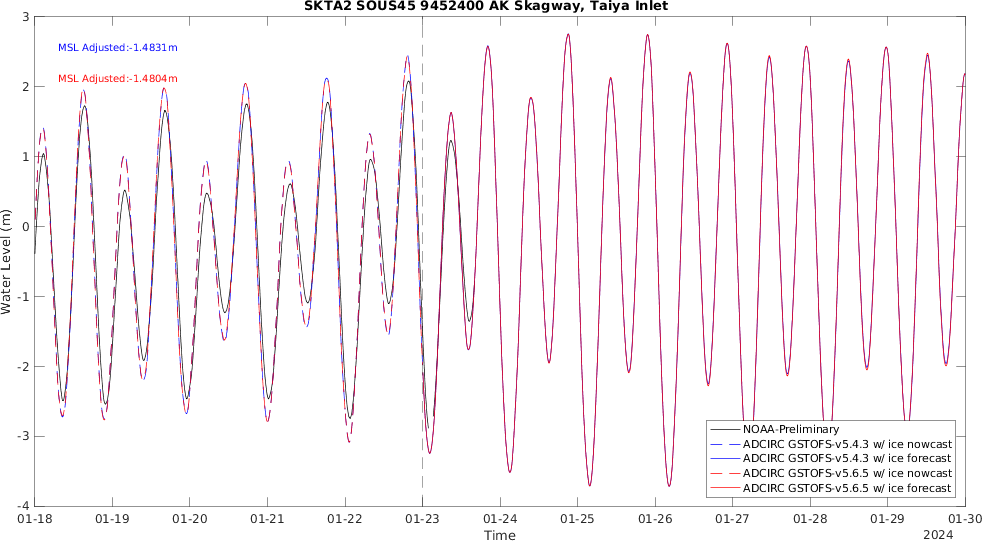 SKTA2 SOUS45 9452400 AK Skagway, Taiya Inlet
MSL Adjusted:-1.4831m
MSL Adjusted:-1.4804m
Water Level (m)
3
2
1
0
-1
-2
-3
-4
NOAA-Preliminary
ADCIRC GSTOFS-v5.4.3 w/ ice nowcast
ADCIRC GSTOFS-v5.4.3 w/ ice forecast
ADCIRC GSTOFS-v5.6.5 w/ ice nowcast
ADCIRC GSTOFS-v5.6.5 w/ ice forecast
01-18 01-19 01-20 01-21 01-22 01-23 01-24 01-25 01-26 01-27 01-28 01-29 01-30
Time
2024